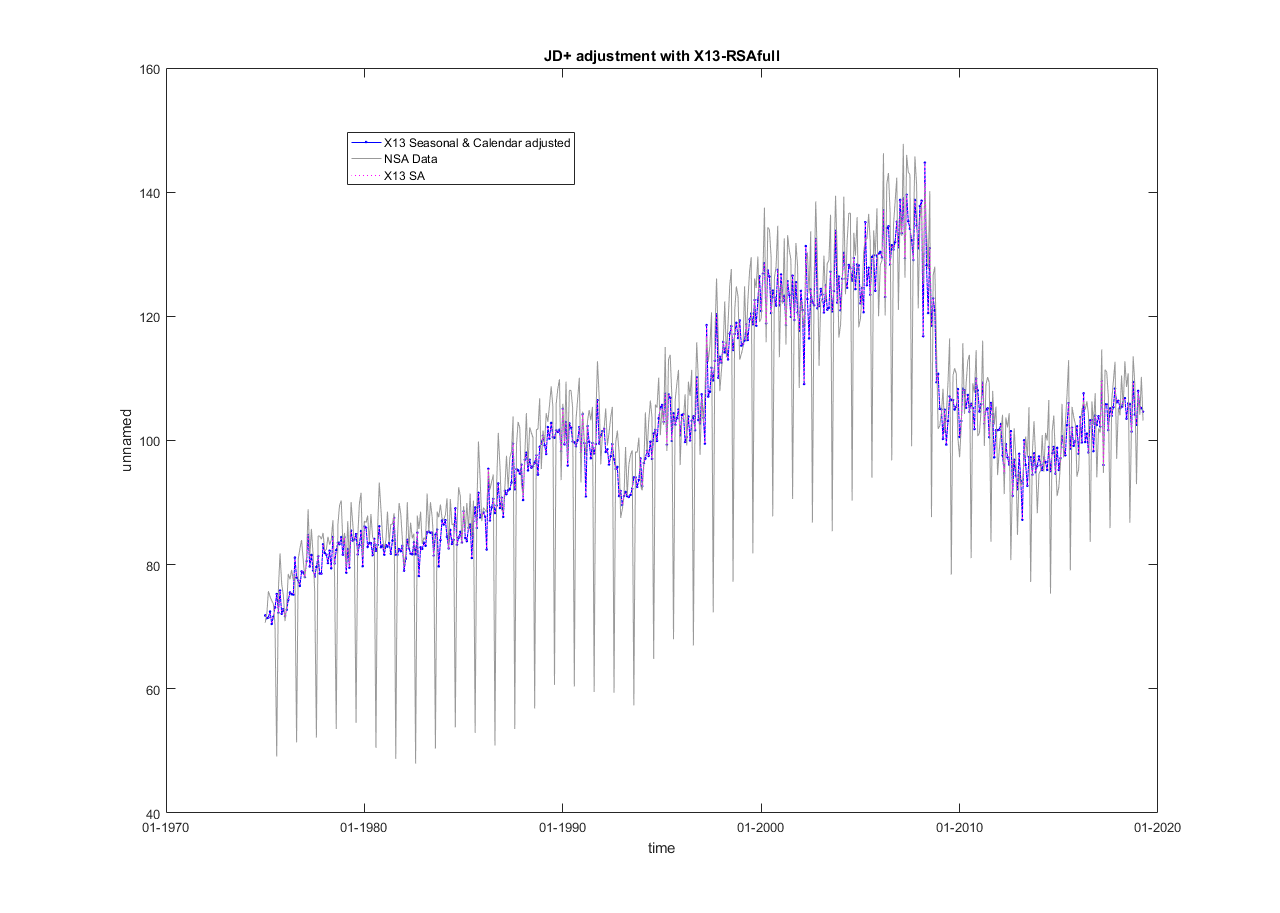 JD+ adjustment with X13-RSAfull
160
X13 Seasonal & Calendar adjusted
NSA Data
X13 SA
140
120
100
unnamed
80
60
40
01-1970 01-1980 01-1990 01-2000 01-2010 01-2020
time